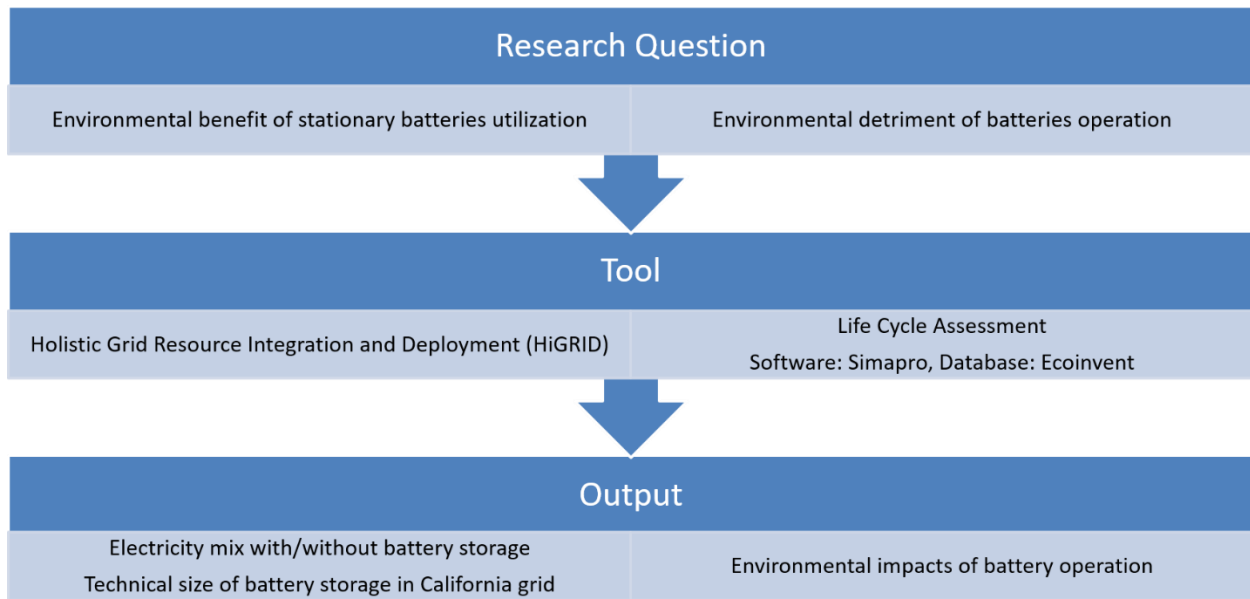 Research Question
Environmental benefit of stationary batteries utilization
Environmental detriment of batteries operation
Tool
Holistic Grid Resource Integration and Deployment (HiGRID)
Life Cycle Assessment
Software: Simapro, Database: Ecoinvent
Output
Electricity mix with/without battery storage
Technical size of battery storage in California grid
Environmental impacts of battery operation